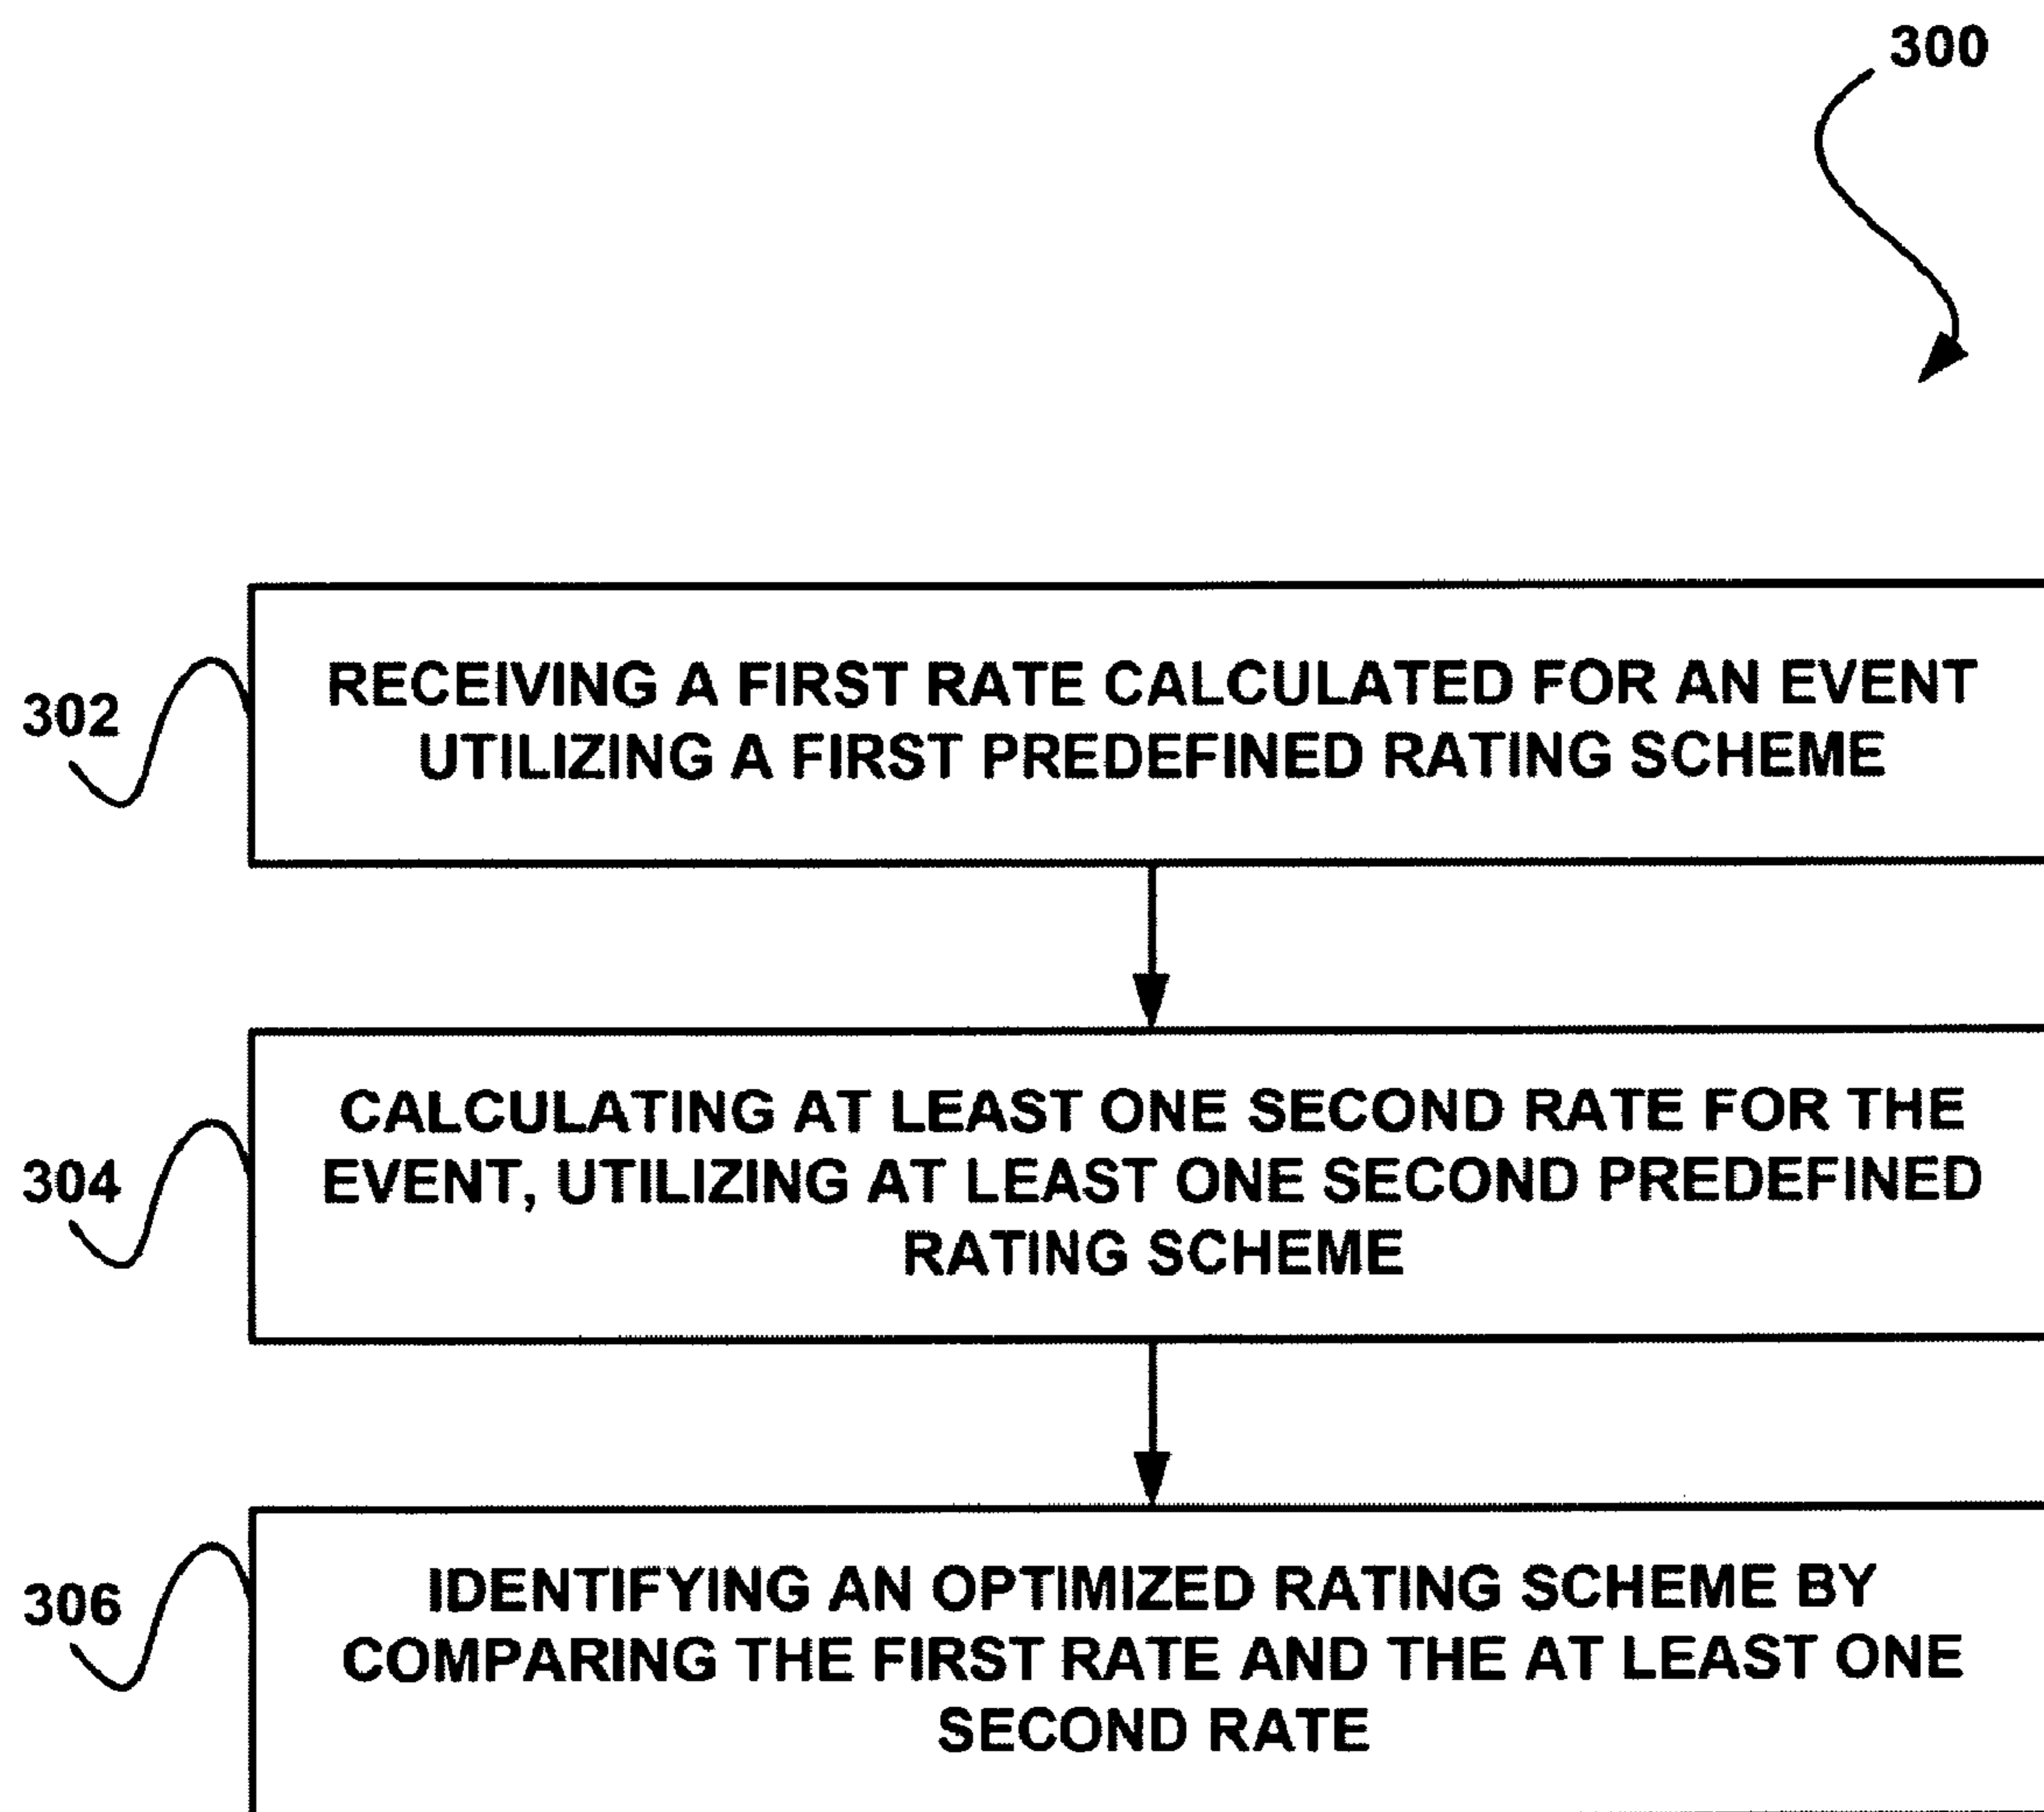 300
302
RECEIVING A FIRST RATE CALCULATED FOR AN EVENT
UTILIZING A FIRST PREDEFINED RATING SCHEME
304
CALCULATING AT LEAST ONE SECOND RATE FOR THE
EVENT, UTILIZING AT LEAST ONE SECOND PREDEFINED
RATING SCHEME
306
IDENTIFYING AN OPTIMIZED RATING SCHEME BY
COMPARING THE FIRST RATE AND THE AT LEAST ONE
SECOND RATE